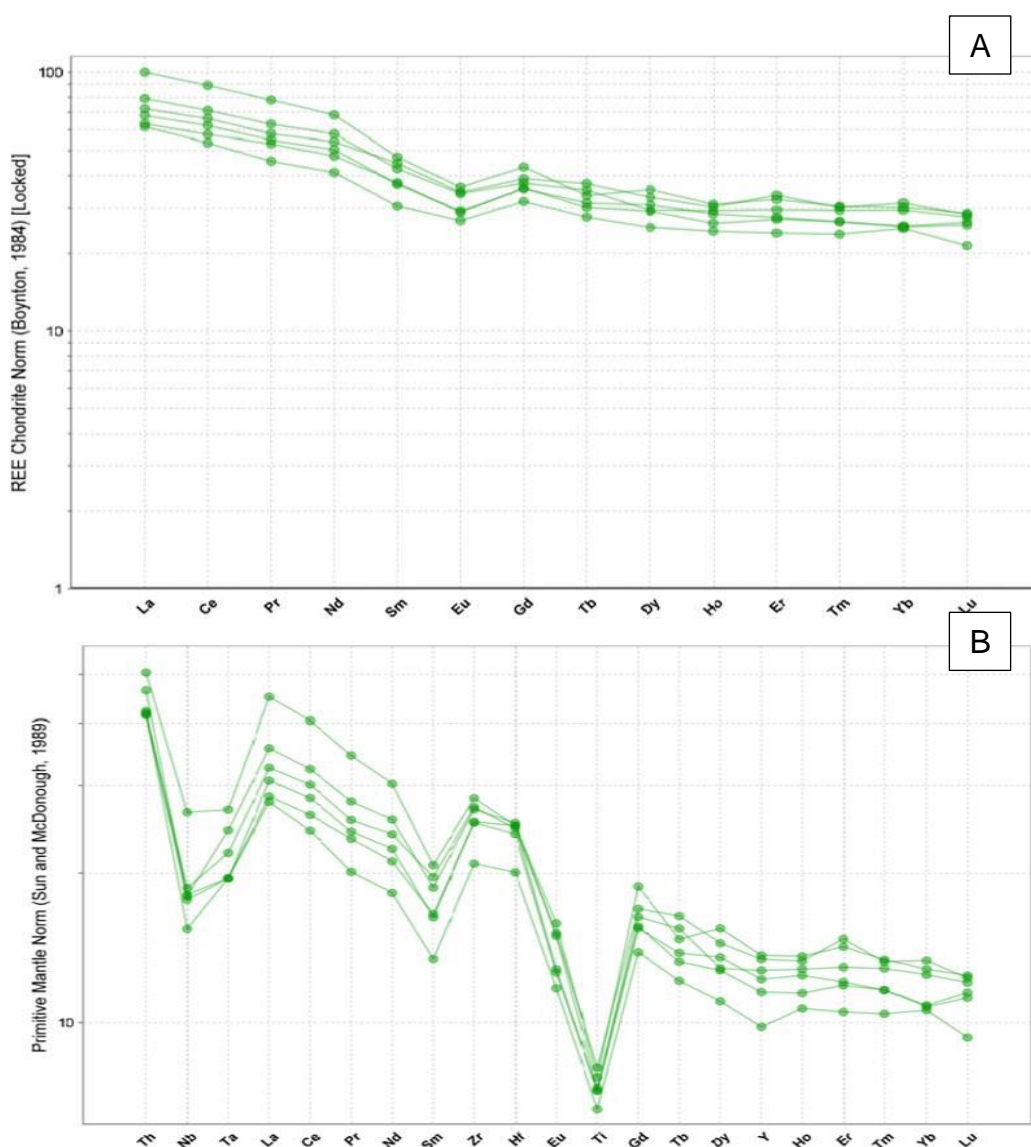 A
REE Chondrite Norm (Boynton, 1984) [Locked]
100
10
1
La Ce Pr Nd Sm Eu Gd Tb Dy Ho Er Tm Yb Lu
B
Primitive Mantle Norm (Sun and McDonough, 1989)
10
Th Nb Ta La Ce Pr Nd Sm Zr Hf Eu Ti Gd Tb Dy Y Ho Er Tm Yb Lu